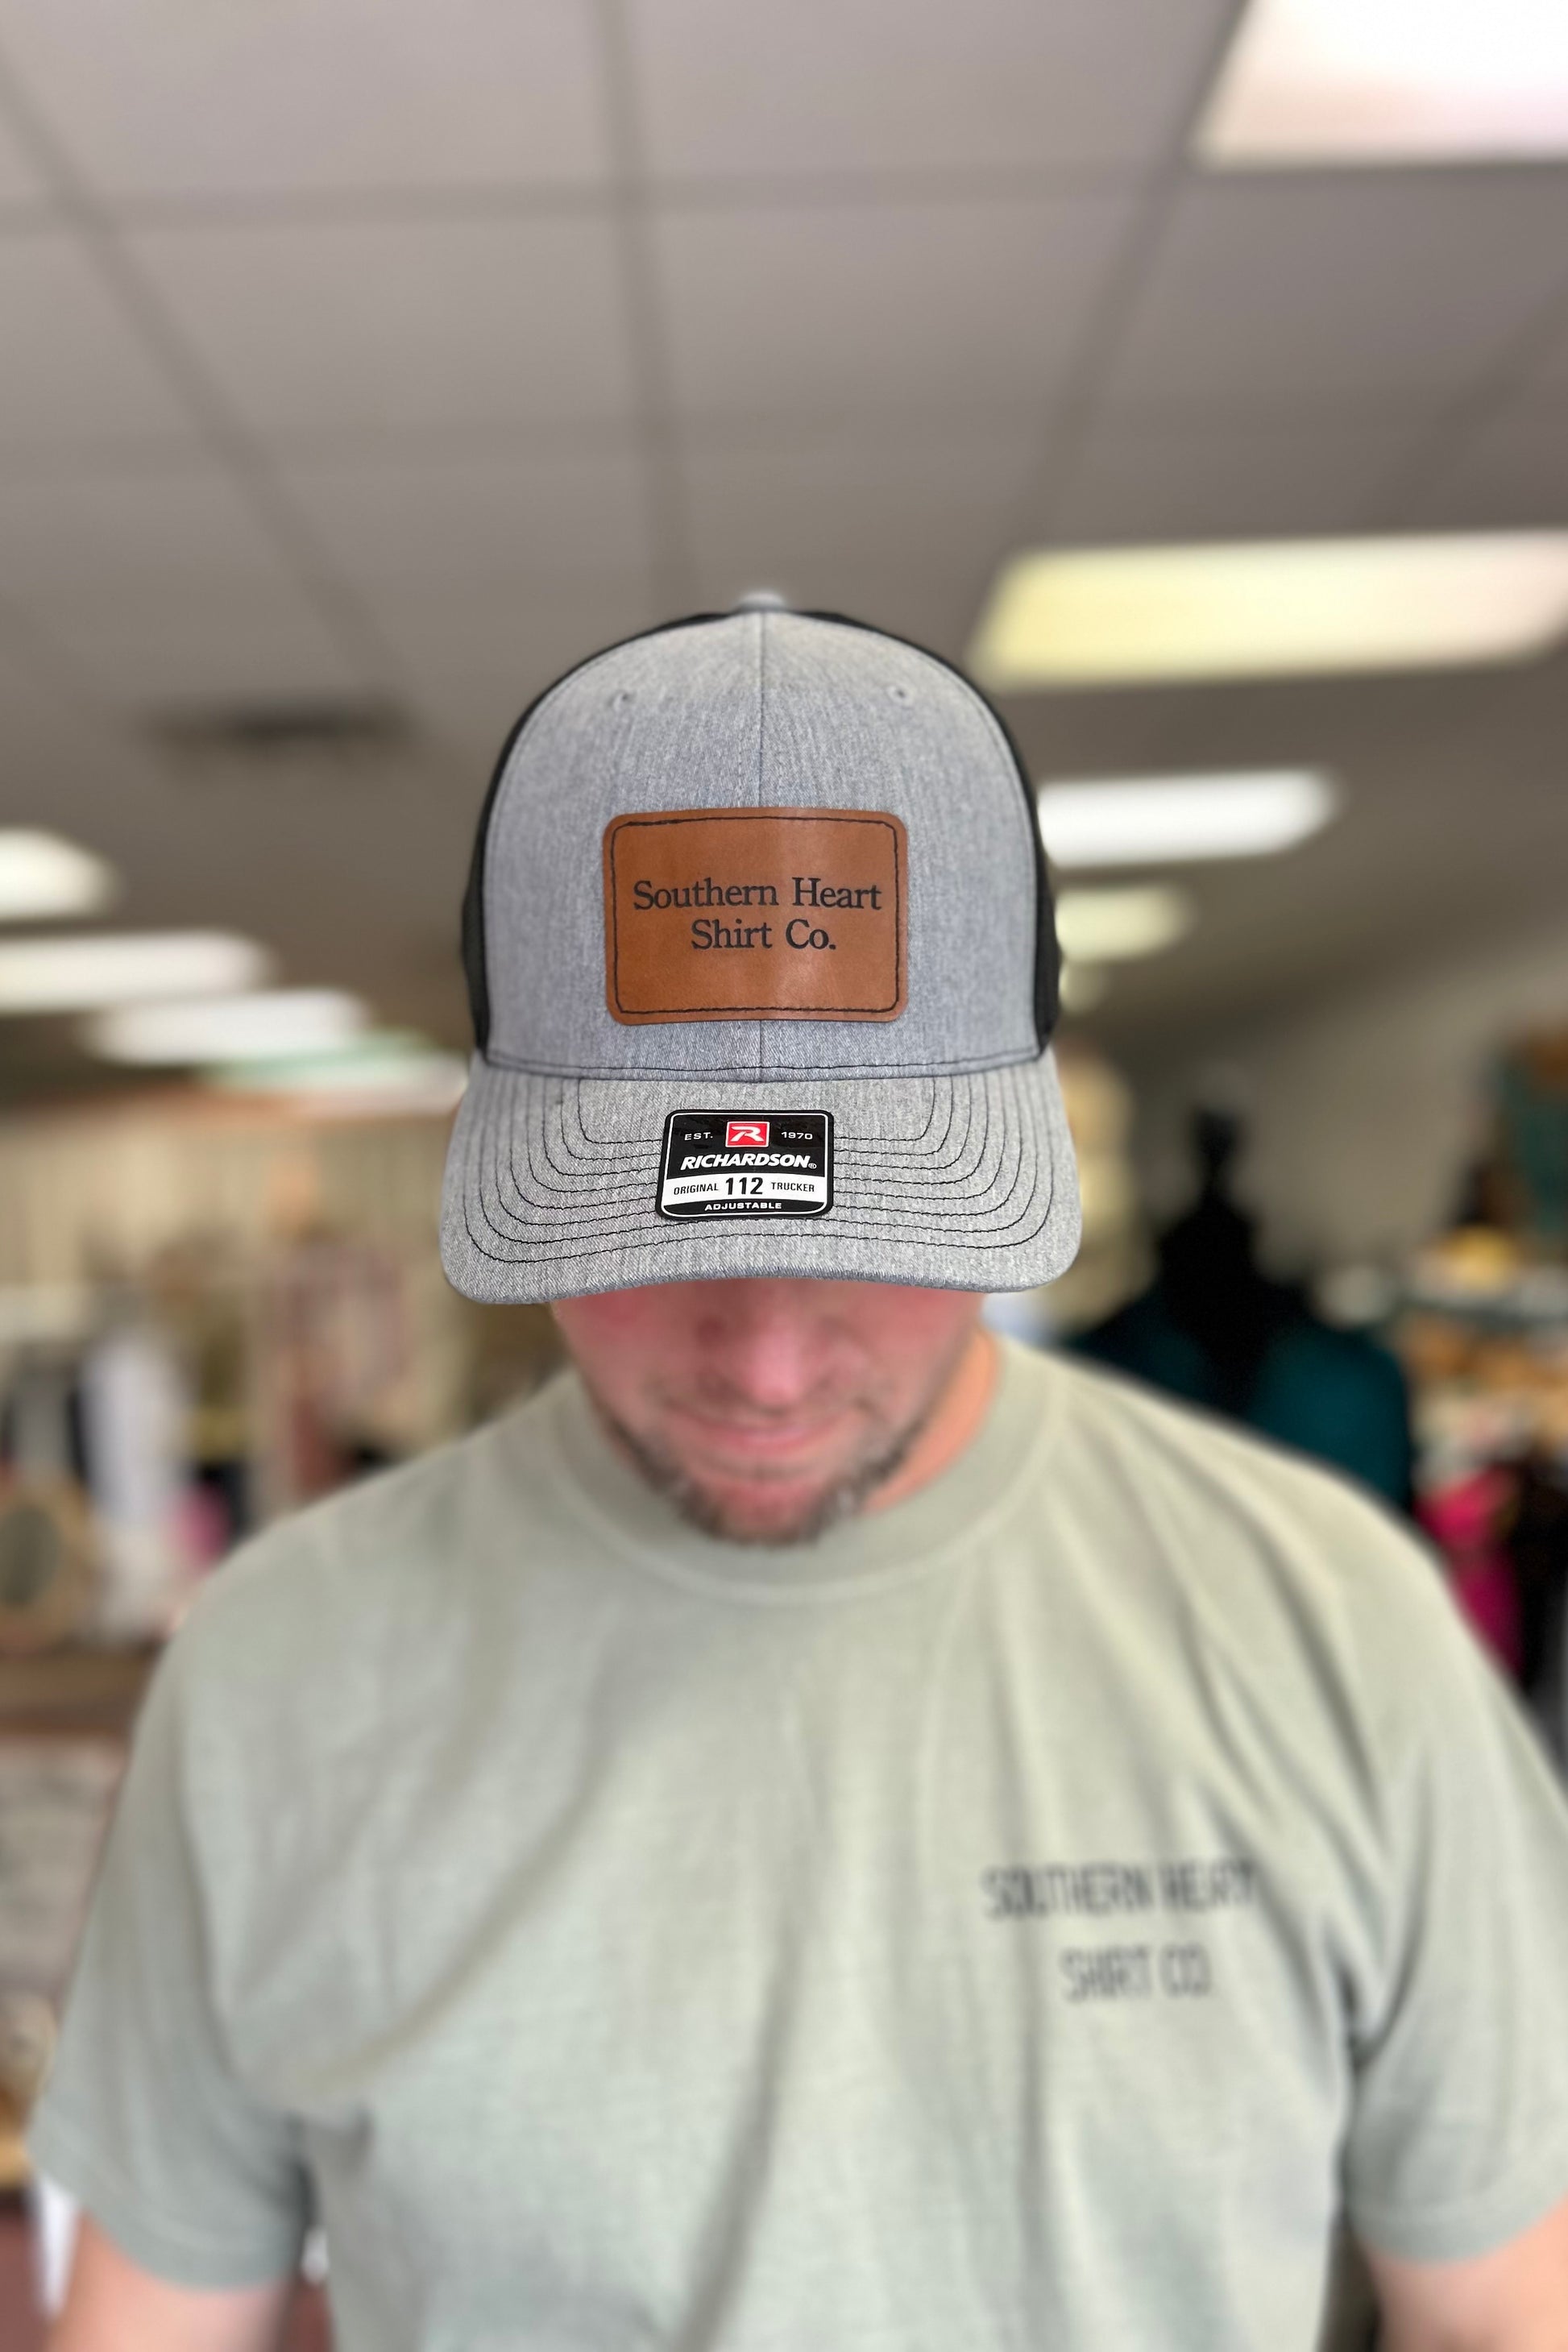 Southern Heart
Shirt Co.
EST. R 1970
RICHARDSON®
ORIGINAL 112 TRUCKER
ADJUSTABLE
SOUTHERN HEART
SHIRT CO.